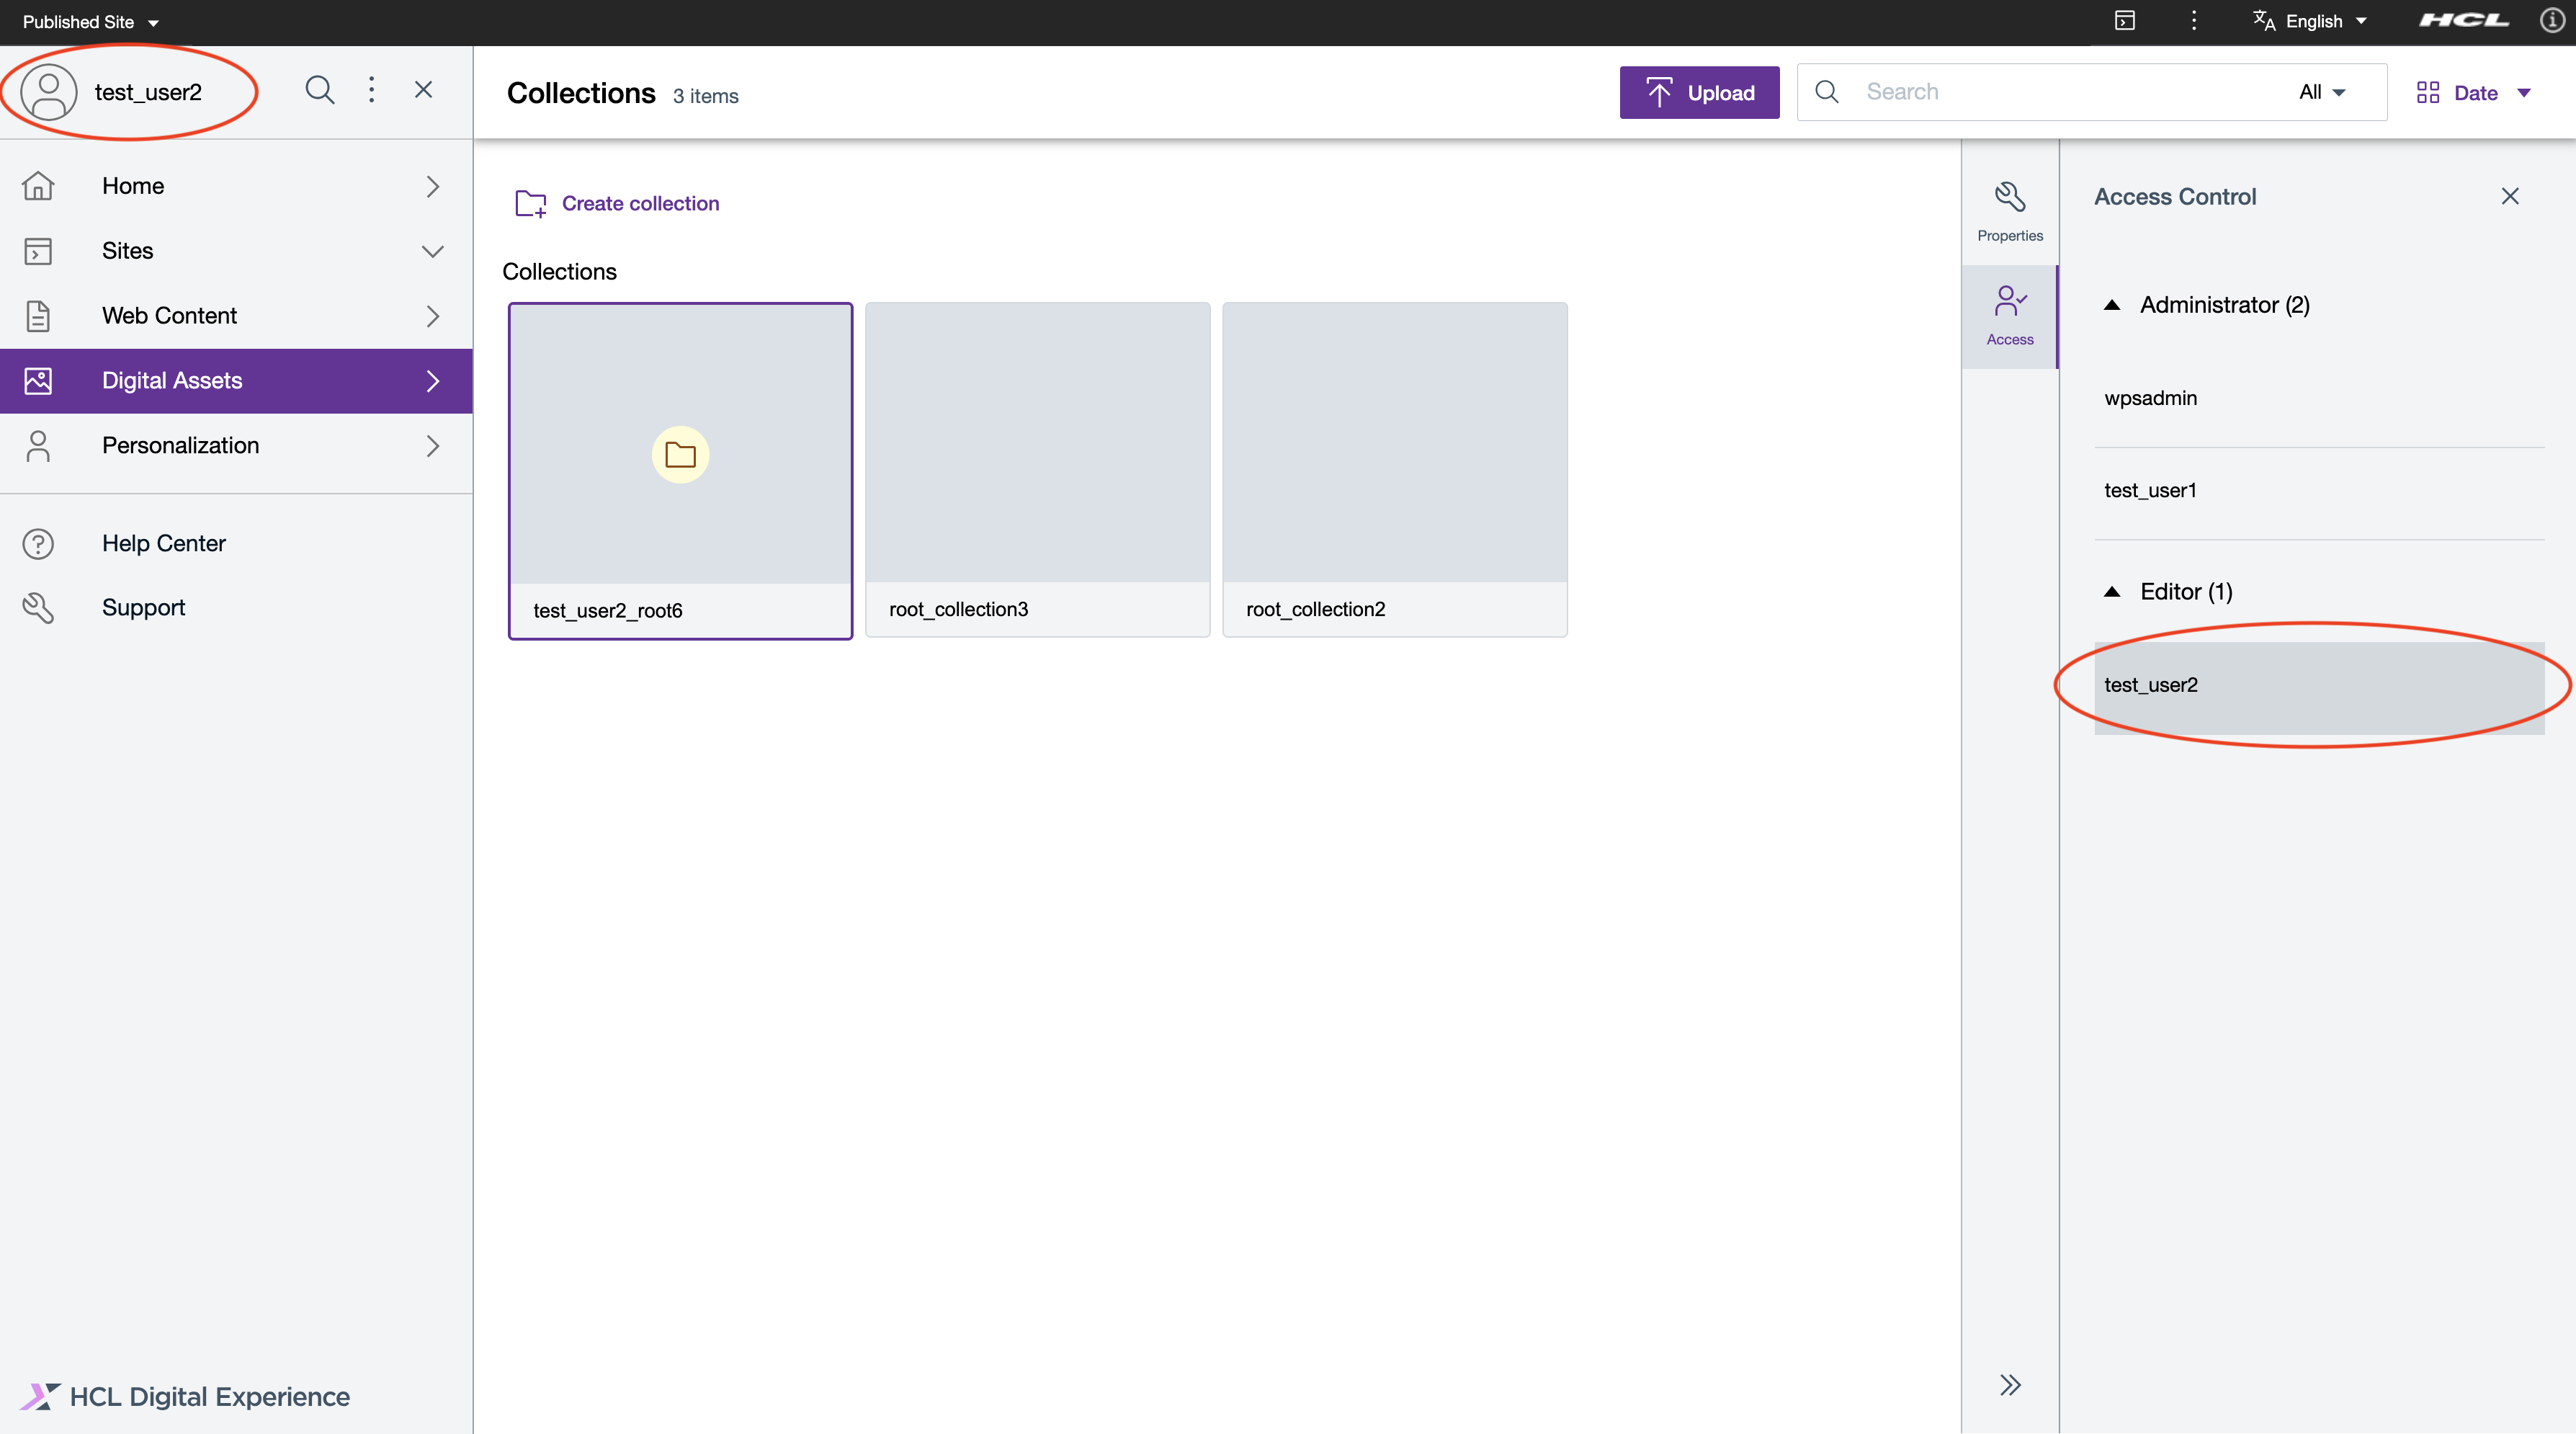 Published Site
English
HCL
test_user2
Collections
3 items
Upload
Search
All
Date
Home
Sites
Web Content
Digital Assets
Personalization
Help Center
Support
HCL Digital Experience
Create collection
Collections
test_user2_root6
root_collection3
root_collection2
Properties
Access
Access Control
Administrator (2)
wpsadmin
test_user1
Editor (1)
test_user2